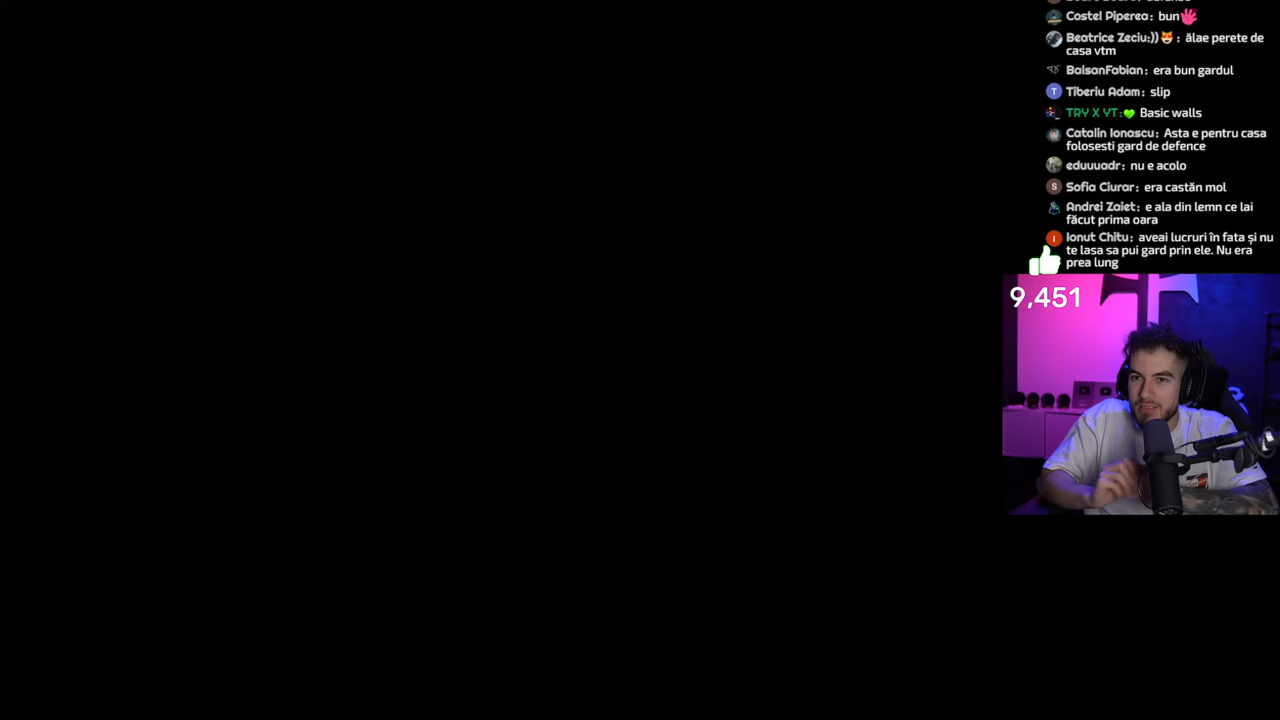 Costel Piperea: bun
Beatrice Zeciu:)) : ălae perete de
casa vtm
BalsanFabian: era bun gardul
Tiberiu Adam: slip
TRY X YT: Basic walls
Catalin Ionascu: Asta e pentru casa
folosesti gard de defence
eduuuadr: nu e acolo
Sofia Ciurar: era castăn mol
Andrei Zaiet: e ala din lemn ce lai
făcut prima oara
Ionut Chitu: aveai lucruri în fata și nu
te lasa sa pui gard prin ele. Nu era
prea lung
9,451